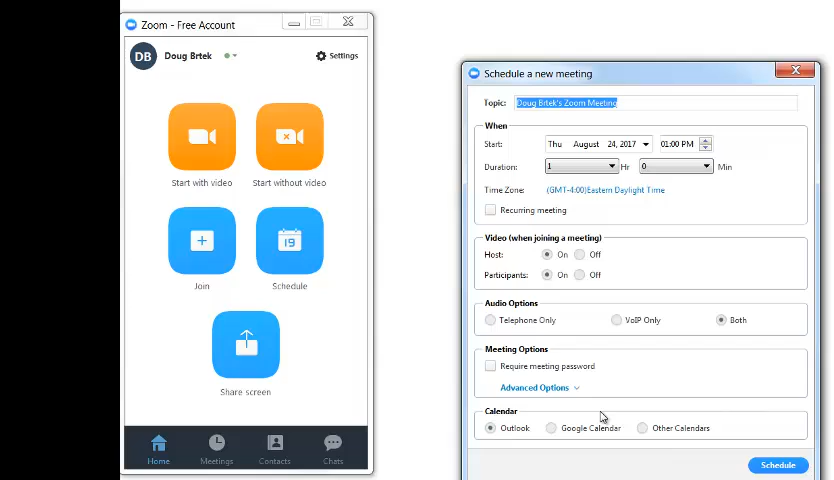 Zoom - Free Account
DB Doug Brtek Settings
Start with video Start without video
19
Join Schedule
Share screen
Home Meetings Contacts Chats
Schedule a new meeting
Topic: Doug Brtek's Zoom Meeting
When
Start: Thu August 24, 2017 01:00 PM
Duration: 1 Hr 0 Min
Time Zone: (GMT-4:00)Eastern Daylight Time
Recurring meeting
Video (when joining a meeting)
Host: On Off
Participants: On Off
Audio Options
Telephone Only VoIP Only Both
Meeting Options
Require meeting password
Advanced Options
Calendar
Outlook Google Calendar Other Calendars
Schedule